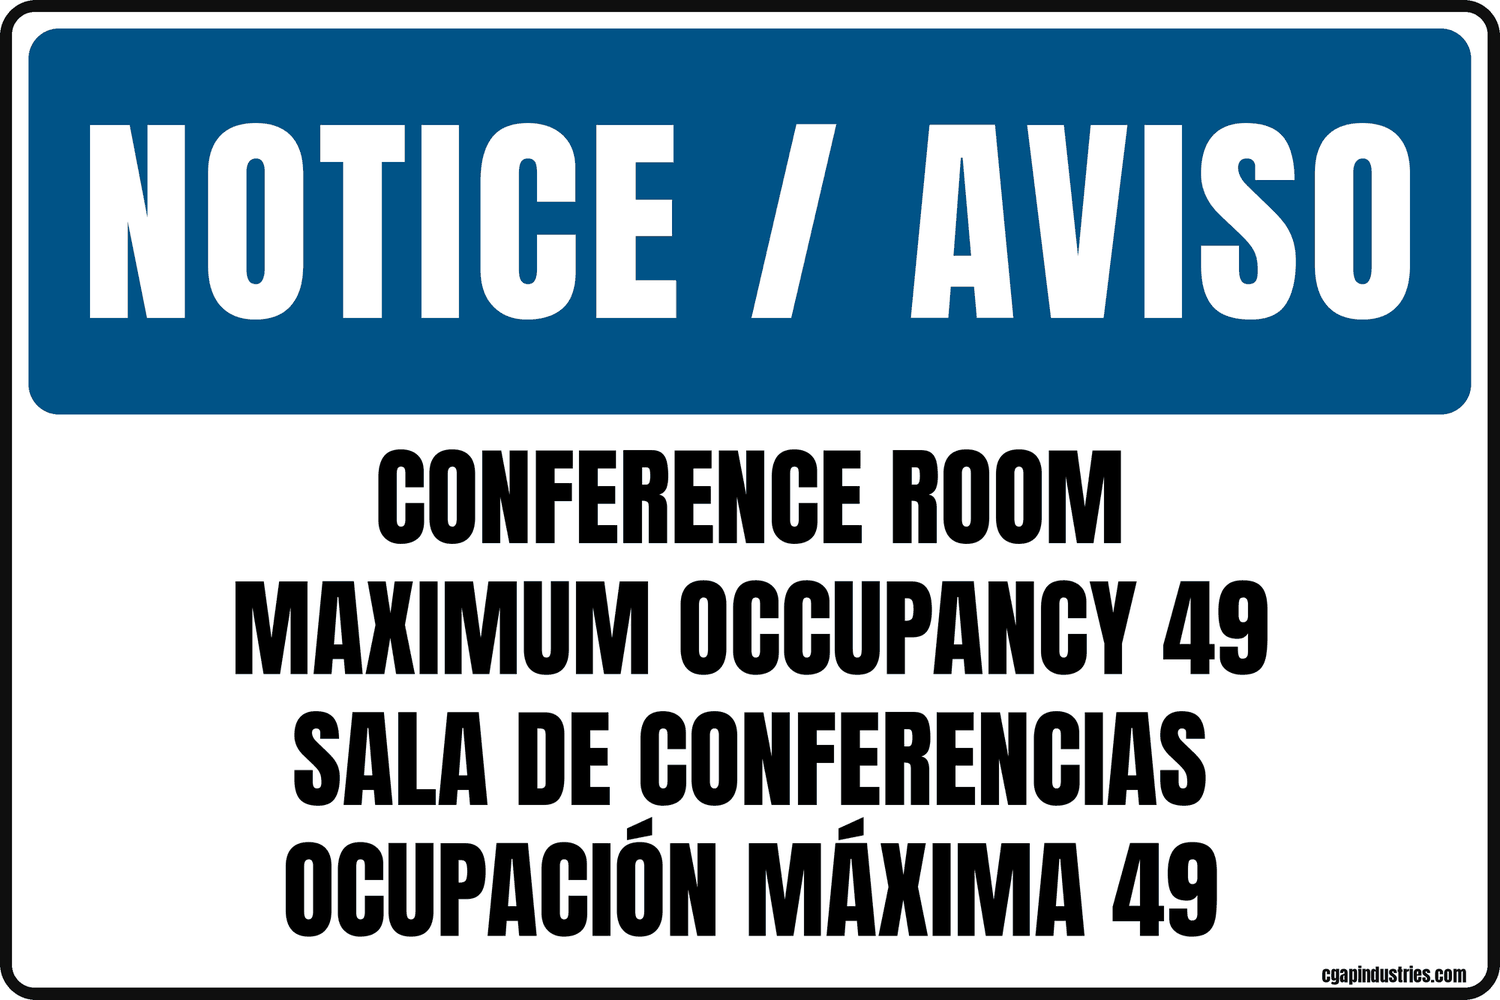 NOTICE / AVISO
CONFERENCE ROOM
MAXIMUM OCCUPANCY 49
SALA DE CONFERENCIAS
OCUPACIÓN MÁXIMA 49
cgapindustries.com